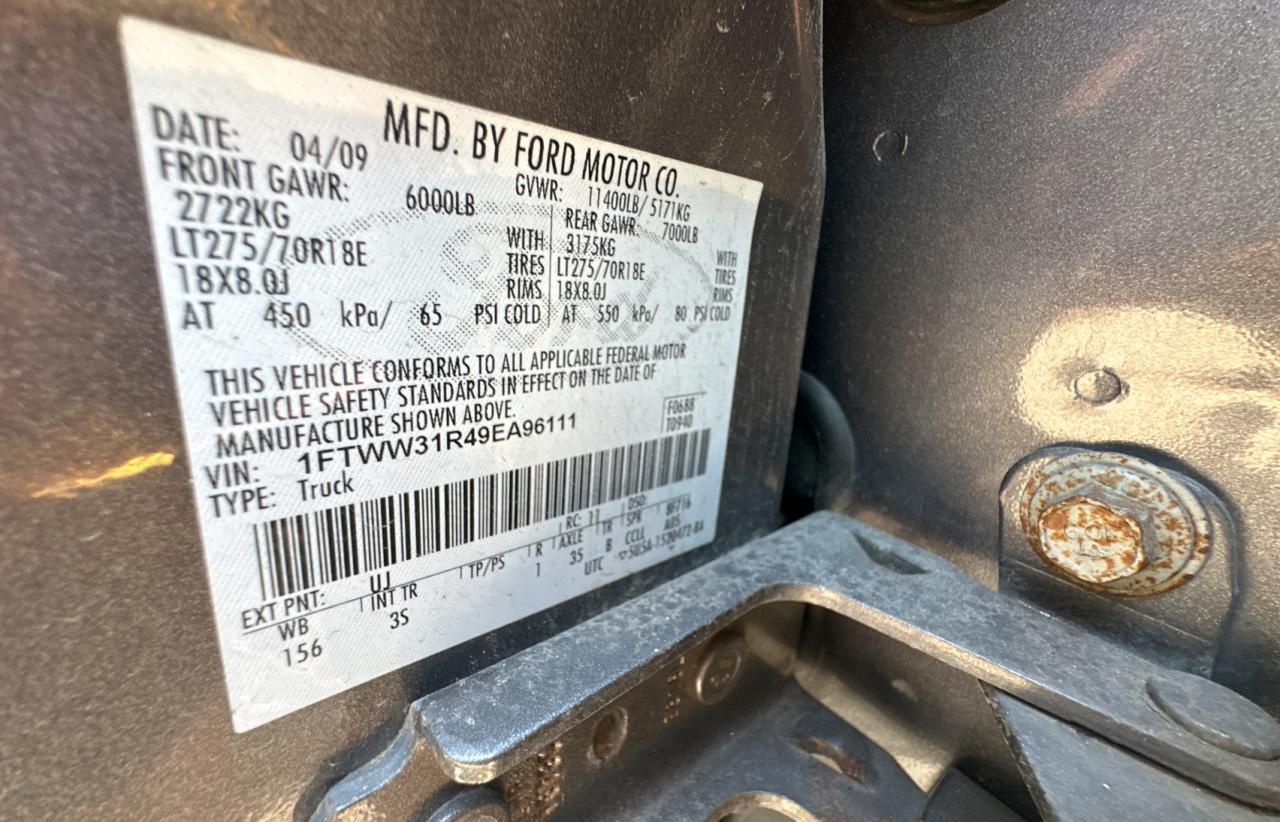 MFD. BY FORD MOTOR CO.
DATE: 04/09 GVWR: 11400LB/ 5171KG
FRONT GAWR: 6000LB REAR GAWR: 7000LB
2722KG WITH 3175KG WITH
LT275/70R18E TIRES LT275/70R18E TIRES
18X8.0J RIMS 18X8.0J RIMS
AT 450 kPa/ 65 PSI COLD AT 550 kPa/ 80 PSI COLD
THIS VEHICLE CONFORMS TO ALL APPLICABLE FEDERAL MOTOR
VEHICLE SAFETY STANDARDS IN EFFECT ON THE DATE OF
MANUFACTURE SHOWN ABOVE.
F0688
T0940
VIN: 1FTWW31R49EA96111
TYPE: Truck
EXT PNT: UJ RC: 11 DSO:
WB INT TR TP/PS R AXLE TR SPR BF716
156 3S 1 35 B CCLL ADS
UTC